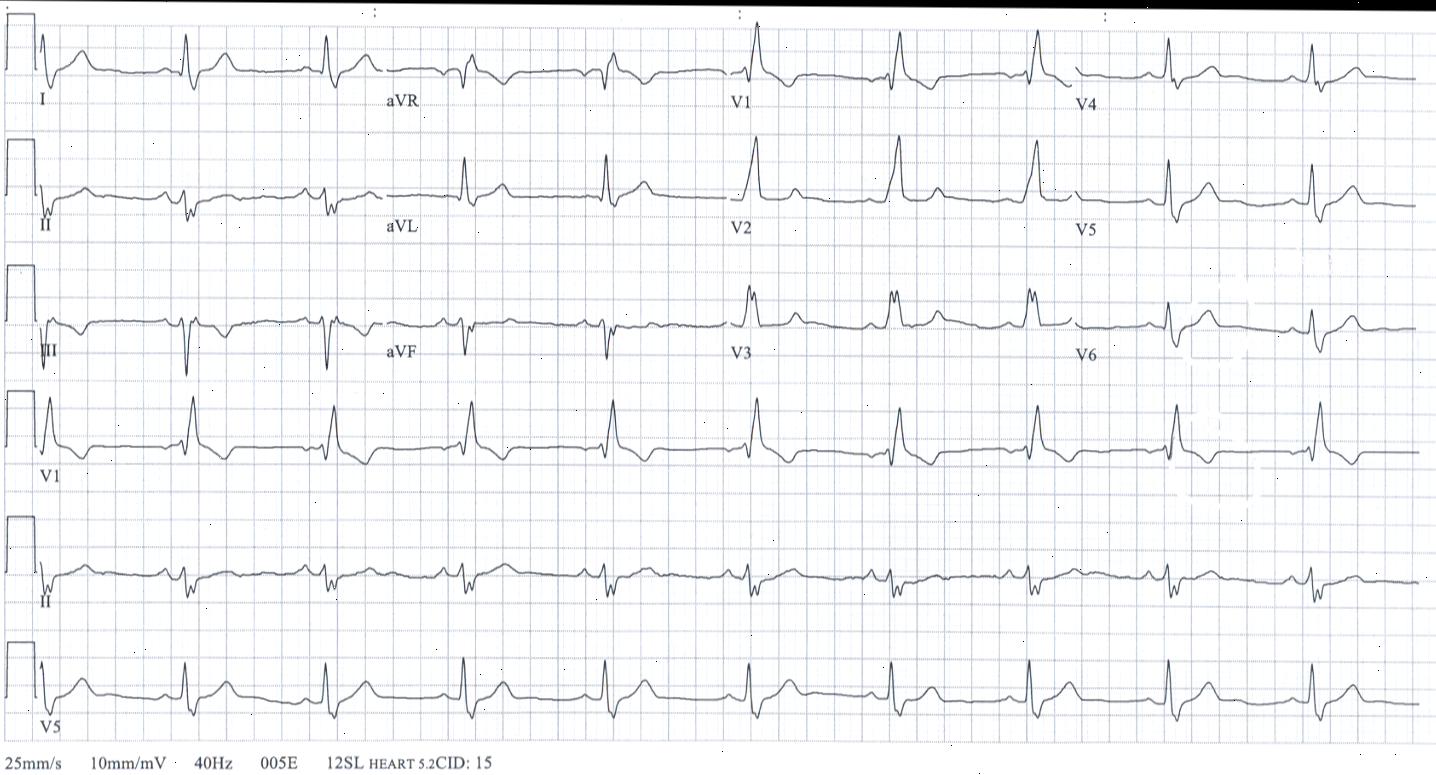 I aVR V1 V4
II aVL V2 V5
III aVF V3 V6
V1
II
V5
25mm/s 10mm/mV 40Hz 005E 12SL HEART 5.2CID: 15